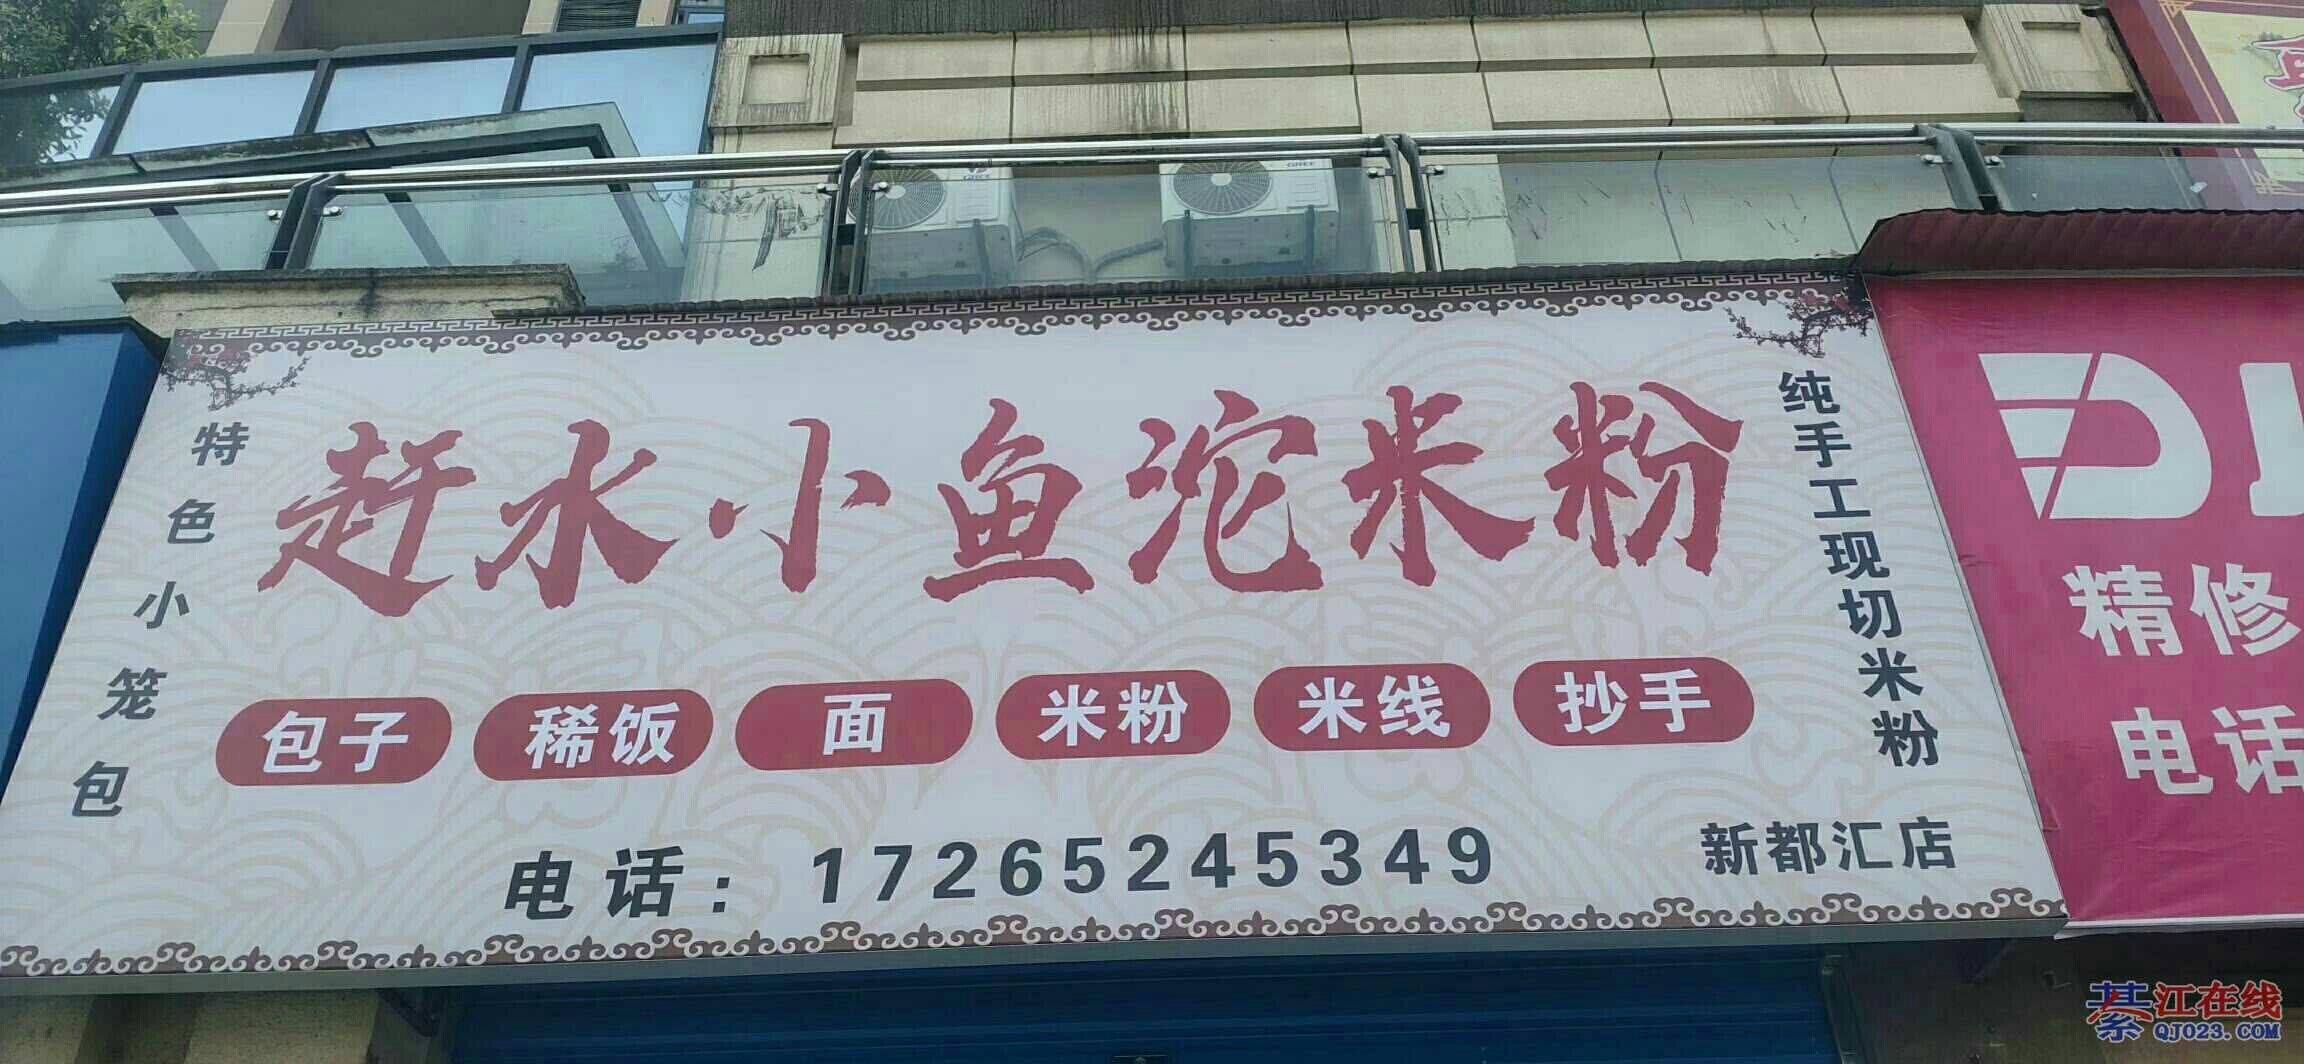 GREE
GREE
特色小笼包
赶水小鱼沱米粉
纯手工现切米粉
包子
稀饭
面
米粉
米线
抄手
电话：17265245349
新都汇店
精修
电话
綦江在线
QJ023.COM